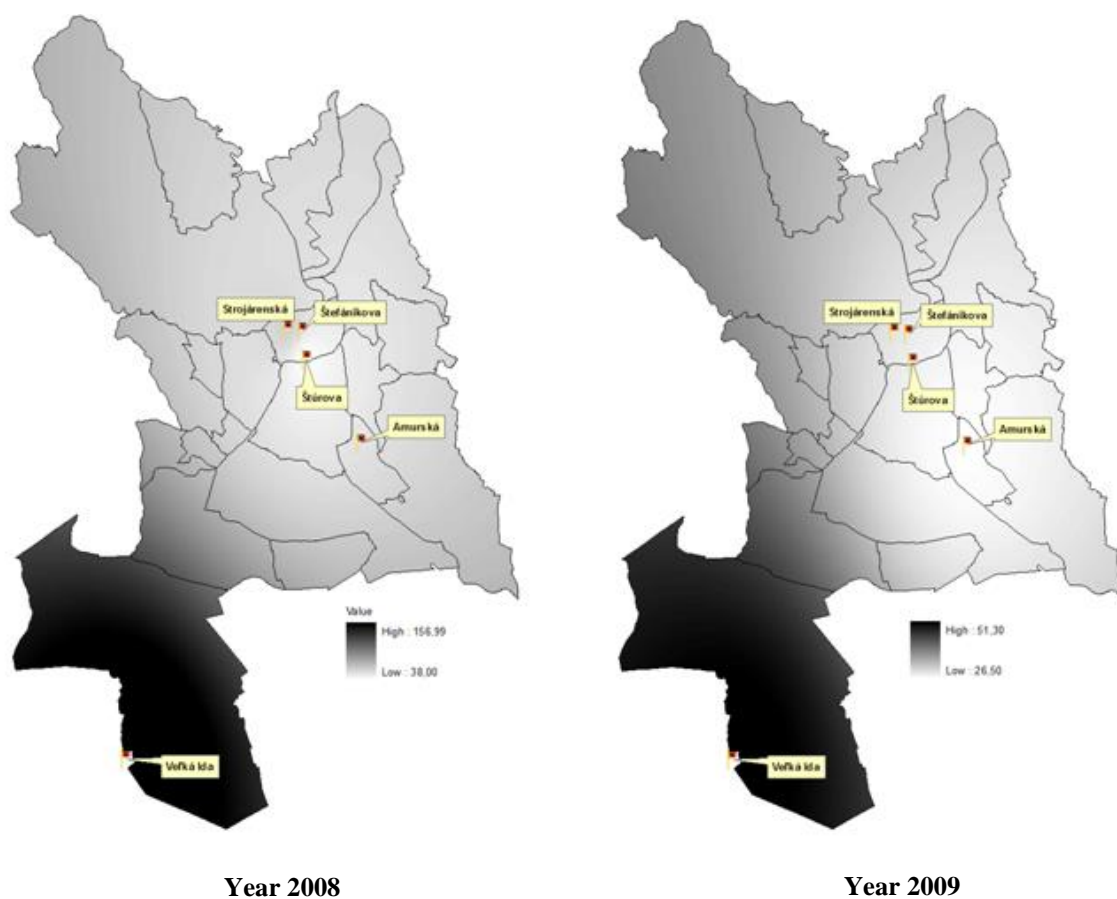 Strojárenská
Štefánikova
Štúrova
Amurská
Value
High : 156,99
Low : 38,00
Veľká Ida
Year 2008
Strojárenská
Štefánikova
Štúrova
Amurská
High : 51,30
Low : 26,50
Veľká Ida
Year 2009